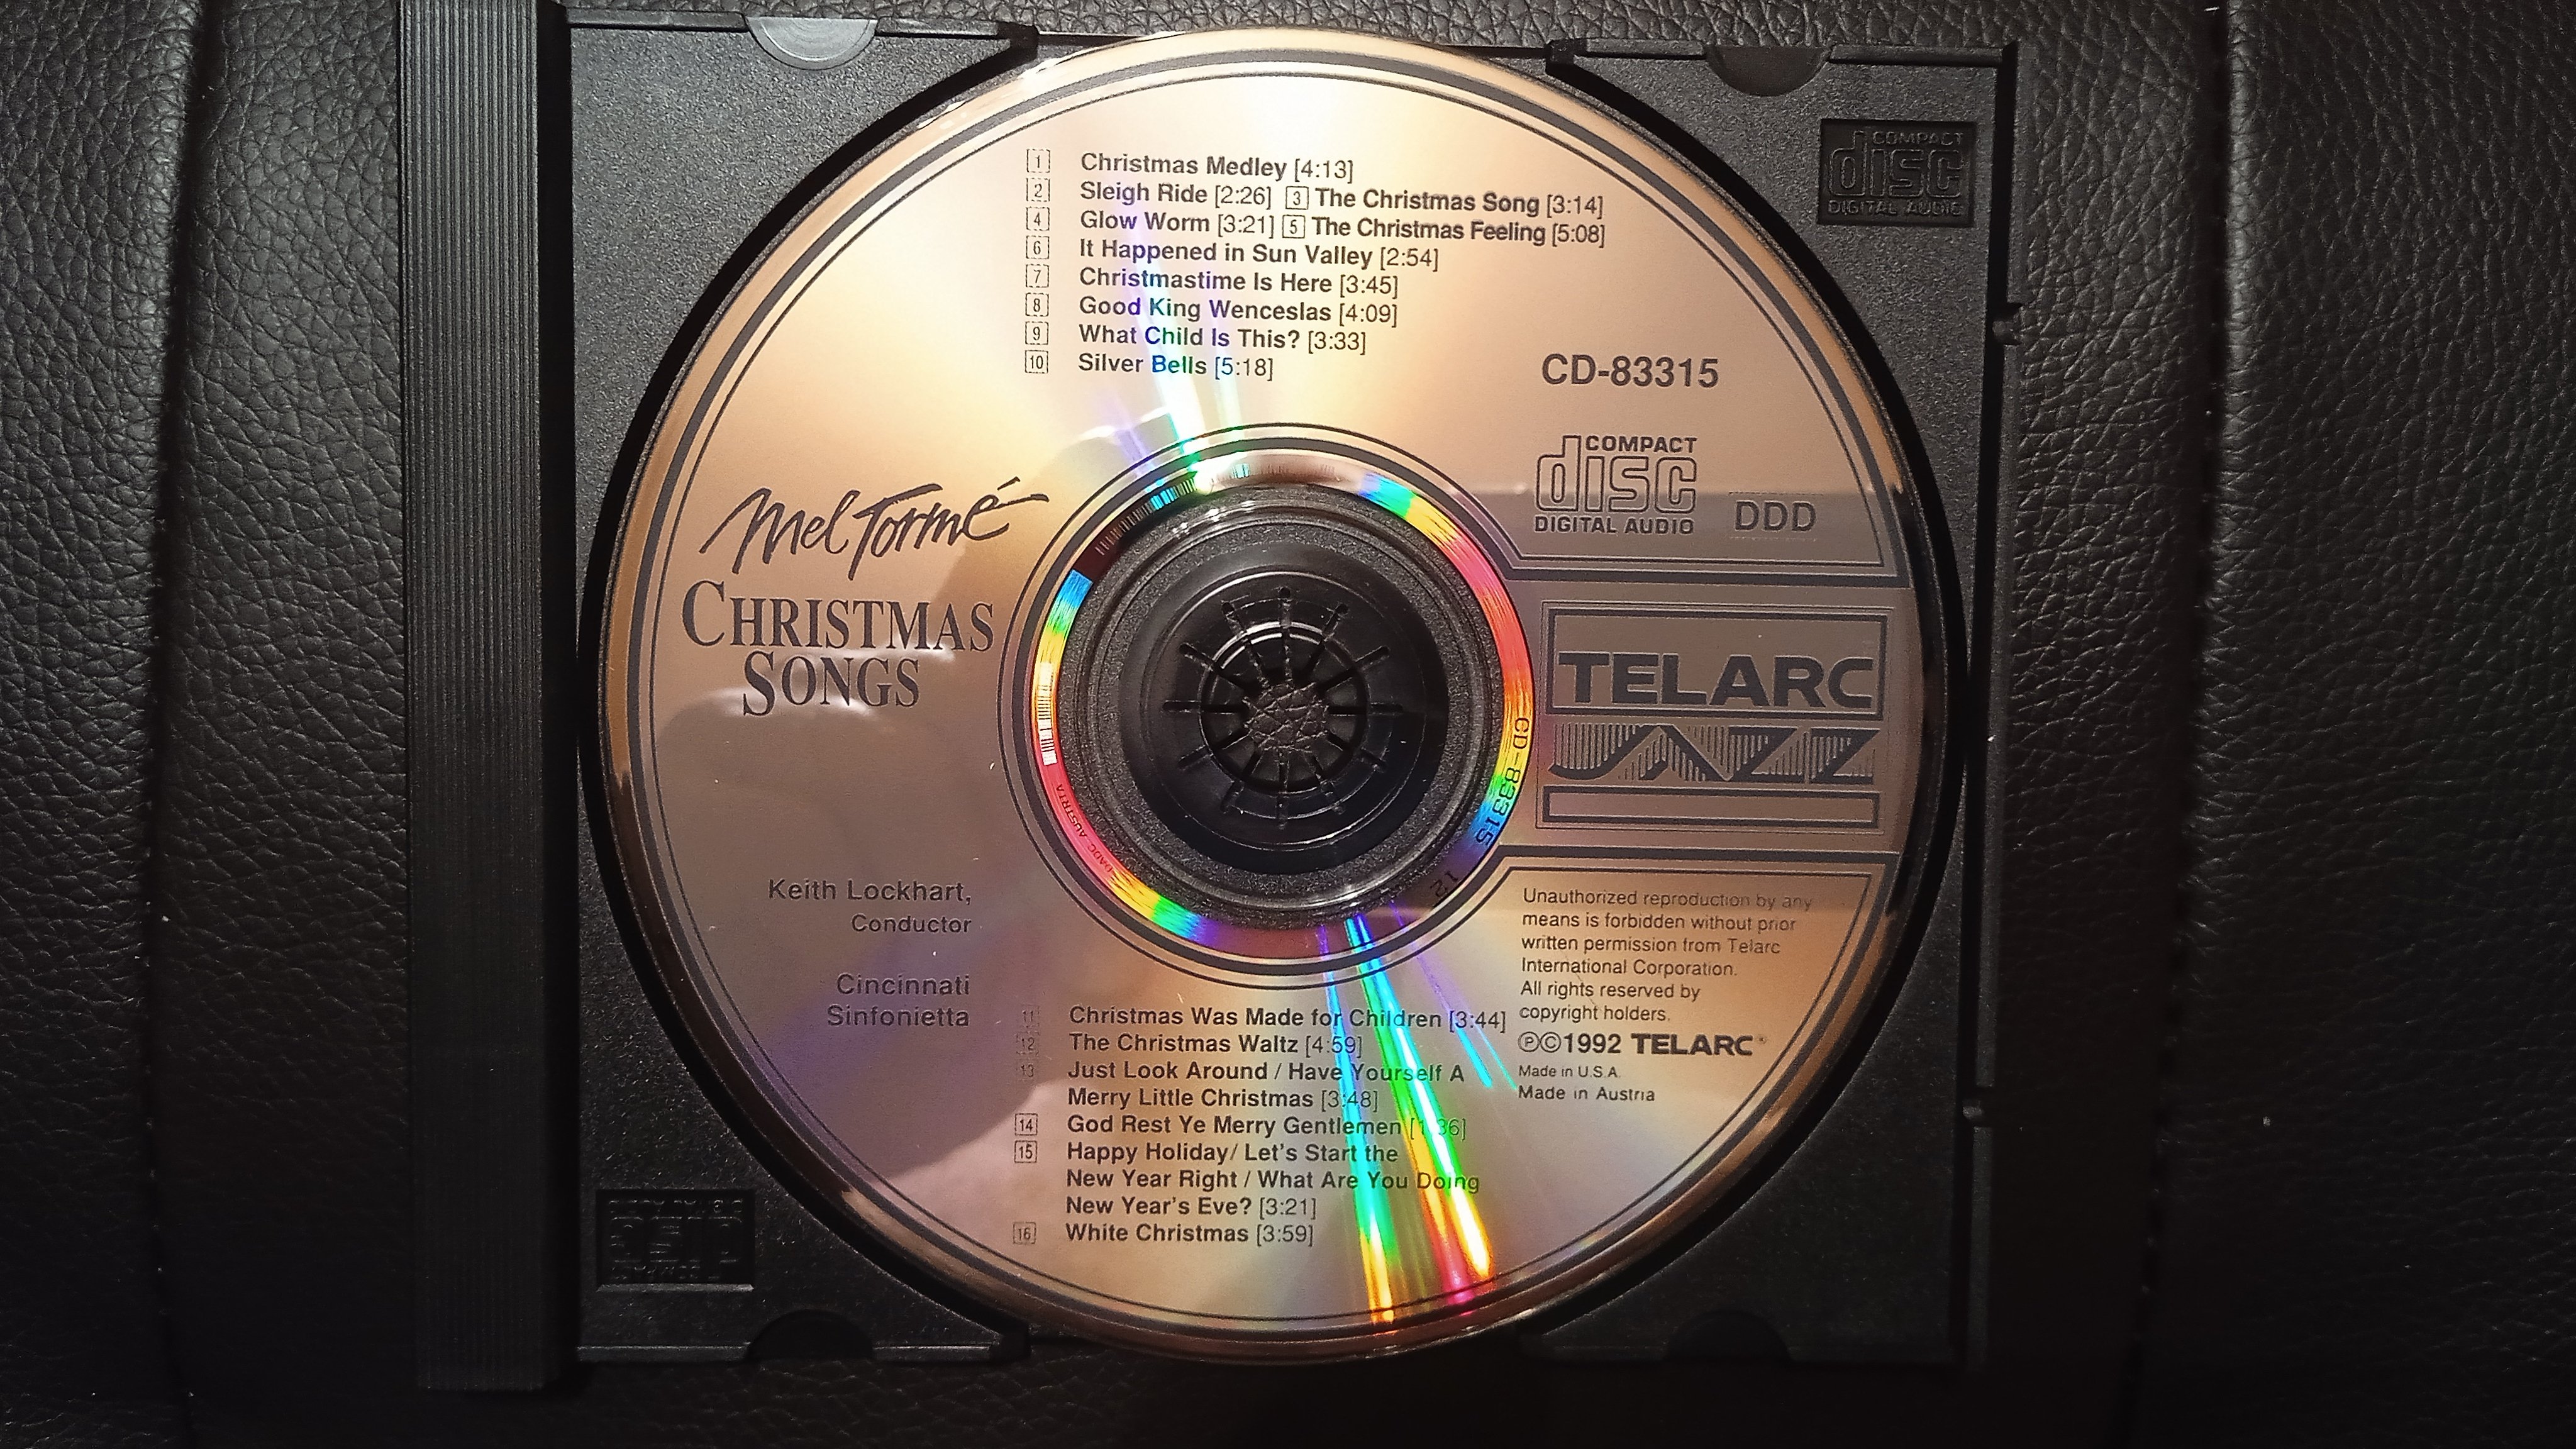 1 Christmas Medley [4:13]
2 Sleigh Ride [2:26] 3 The Christmas Song [3:14]
4 Glow Worm [3:21] 5 The Christmas Feeling [5:08]
6 It Happened in Sun Valley [2:54]
7 Christmastime Is Here [3:45]
8 Good King Wenceslas [4:09]
9 What Child Is This? [3:33]
10 Silver Bells [5:18]
CD-83315
COMPACT
disc
DIGITAL AUDIO
DDD
COMPACT
disc
DIGITAL AUDIO
Mel Tormé
CHRISTMAS
SONGS
TELARC
JAZZ
CD-83315 12
DADC AUSTRIA
Keith Lockhart,
Conductor
Cincinnati
Sinfonietta
11 Christmas Was Made for Children [3:44]
12 The Christmas Waltz [4:59]
13 Just Look Around / Have Yourself A
Merry Little Christmas [3:48]
14 God Rest Ye Merry Gentlemen [1:36]
15 Happy Holiday/ Let's Start the
New Year Right / What Are You Doing
New Year's Eve? [3:21]
16 White Christmas [3:59]
Unauthorized reproduction by any
means is forbidden without prior
written permission from Telarc
International Corporation.
All rights reserved by
copyright holders.
℗©1992 TELARC®
Made in U.S.A.
Made in Austria